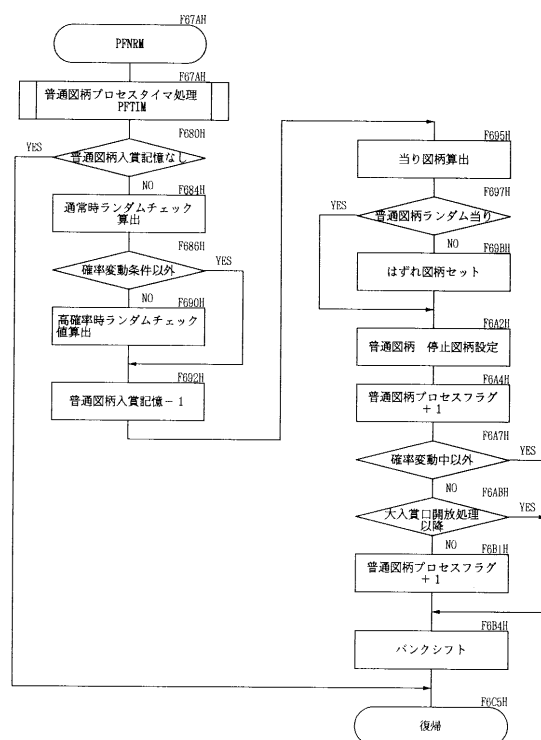 F67AH
PFNRM
F67AH
普通図柄プロセスタイマ処理
PFTIM
F680H
YES
普通図柄入賞記憶なし
NO
F684H
通常時ランダムチェック
算出
F686H
確率変動条件以外
YES
NO
F690H
高確率時ランダムチェック
値算出
F692H
普通図柄入賞記憶－1
F695H
当り図柄算出
F697H
YES
普通図柄ランダム当り
NO
F69BH
はずれ図柄セット
F6A2H
普通図柄　停止図柄設定
F6A4H
普通図柄プロセスフラグ
＋1
F6A7H
確率変動中以外
YES
NO
F6ABH
大入賞口開放処理
以降
YES
NO
F6B1H
普通図柄プロセスフラグ
＋1
F6B4H
バンクシフト
F6C5H
復帰